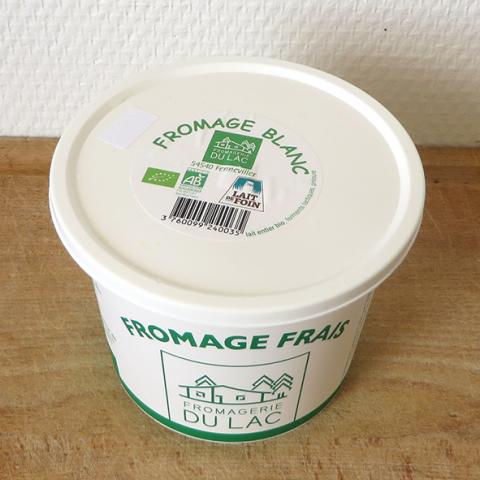 FROMAGE BLANC
FROMAGERIE
DU LAC
54540 Fenneviller
AB
LAIT
DE FOIN
3 760099 240035
lait entier bio, ferments lactiques, présure
FROMAGE FRAIS
FROMAGERIE
DU LAC